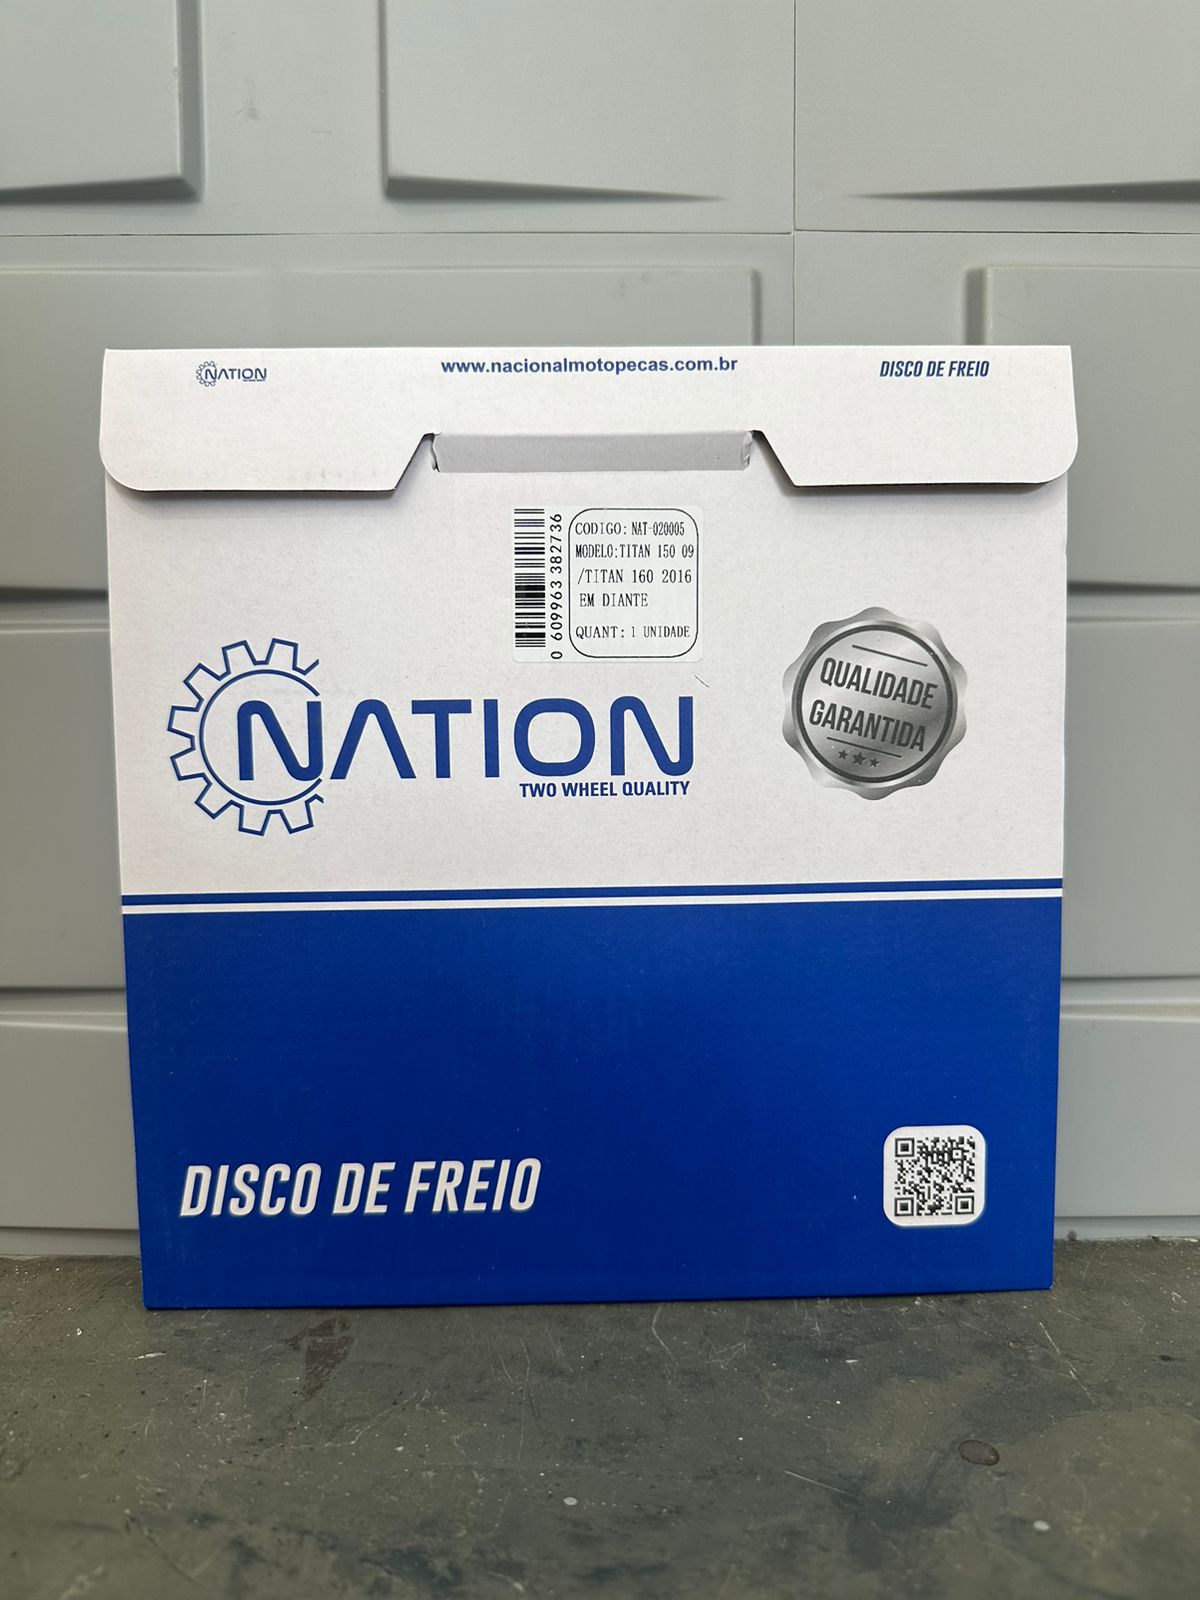 NATION
www.nacionalmotopecas.com.br
DISCO DE FREIO
0 609963 382736
CODIGO: NAT-020005
MODELO:TITAN 150 09
/TITAN 160 2016
EM DIANTE
QUANT: 1 UNIDADE
NATION
TWO WHEEL QUALITY
QUALIDADE
GARANTIDA
DISCO DE FREIO